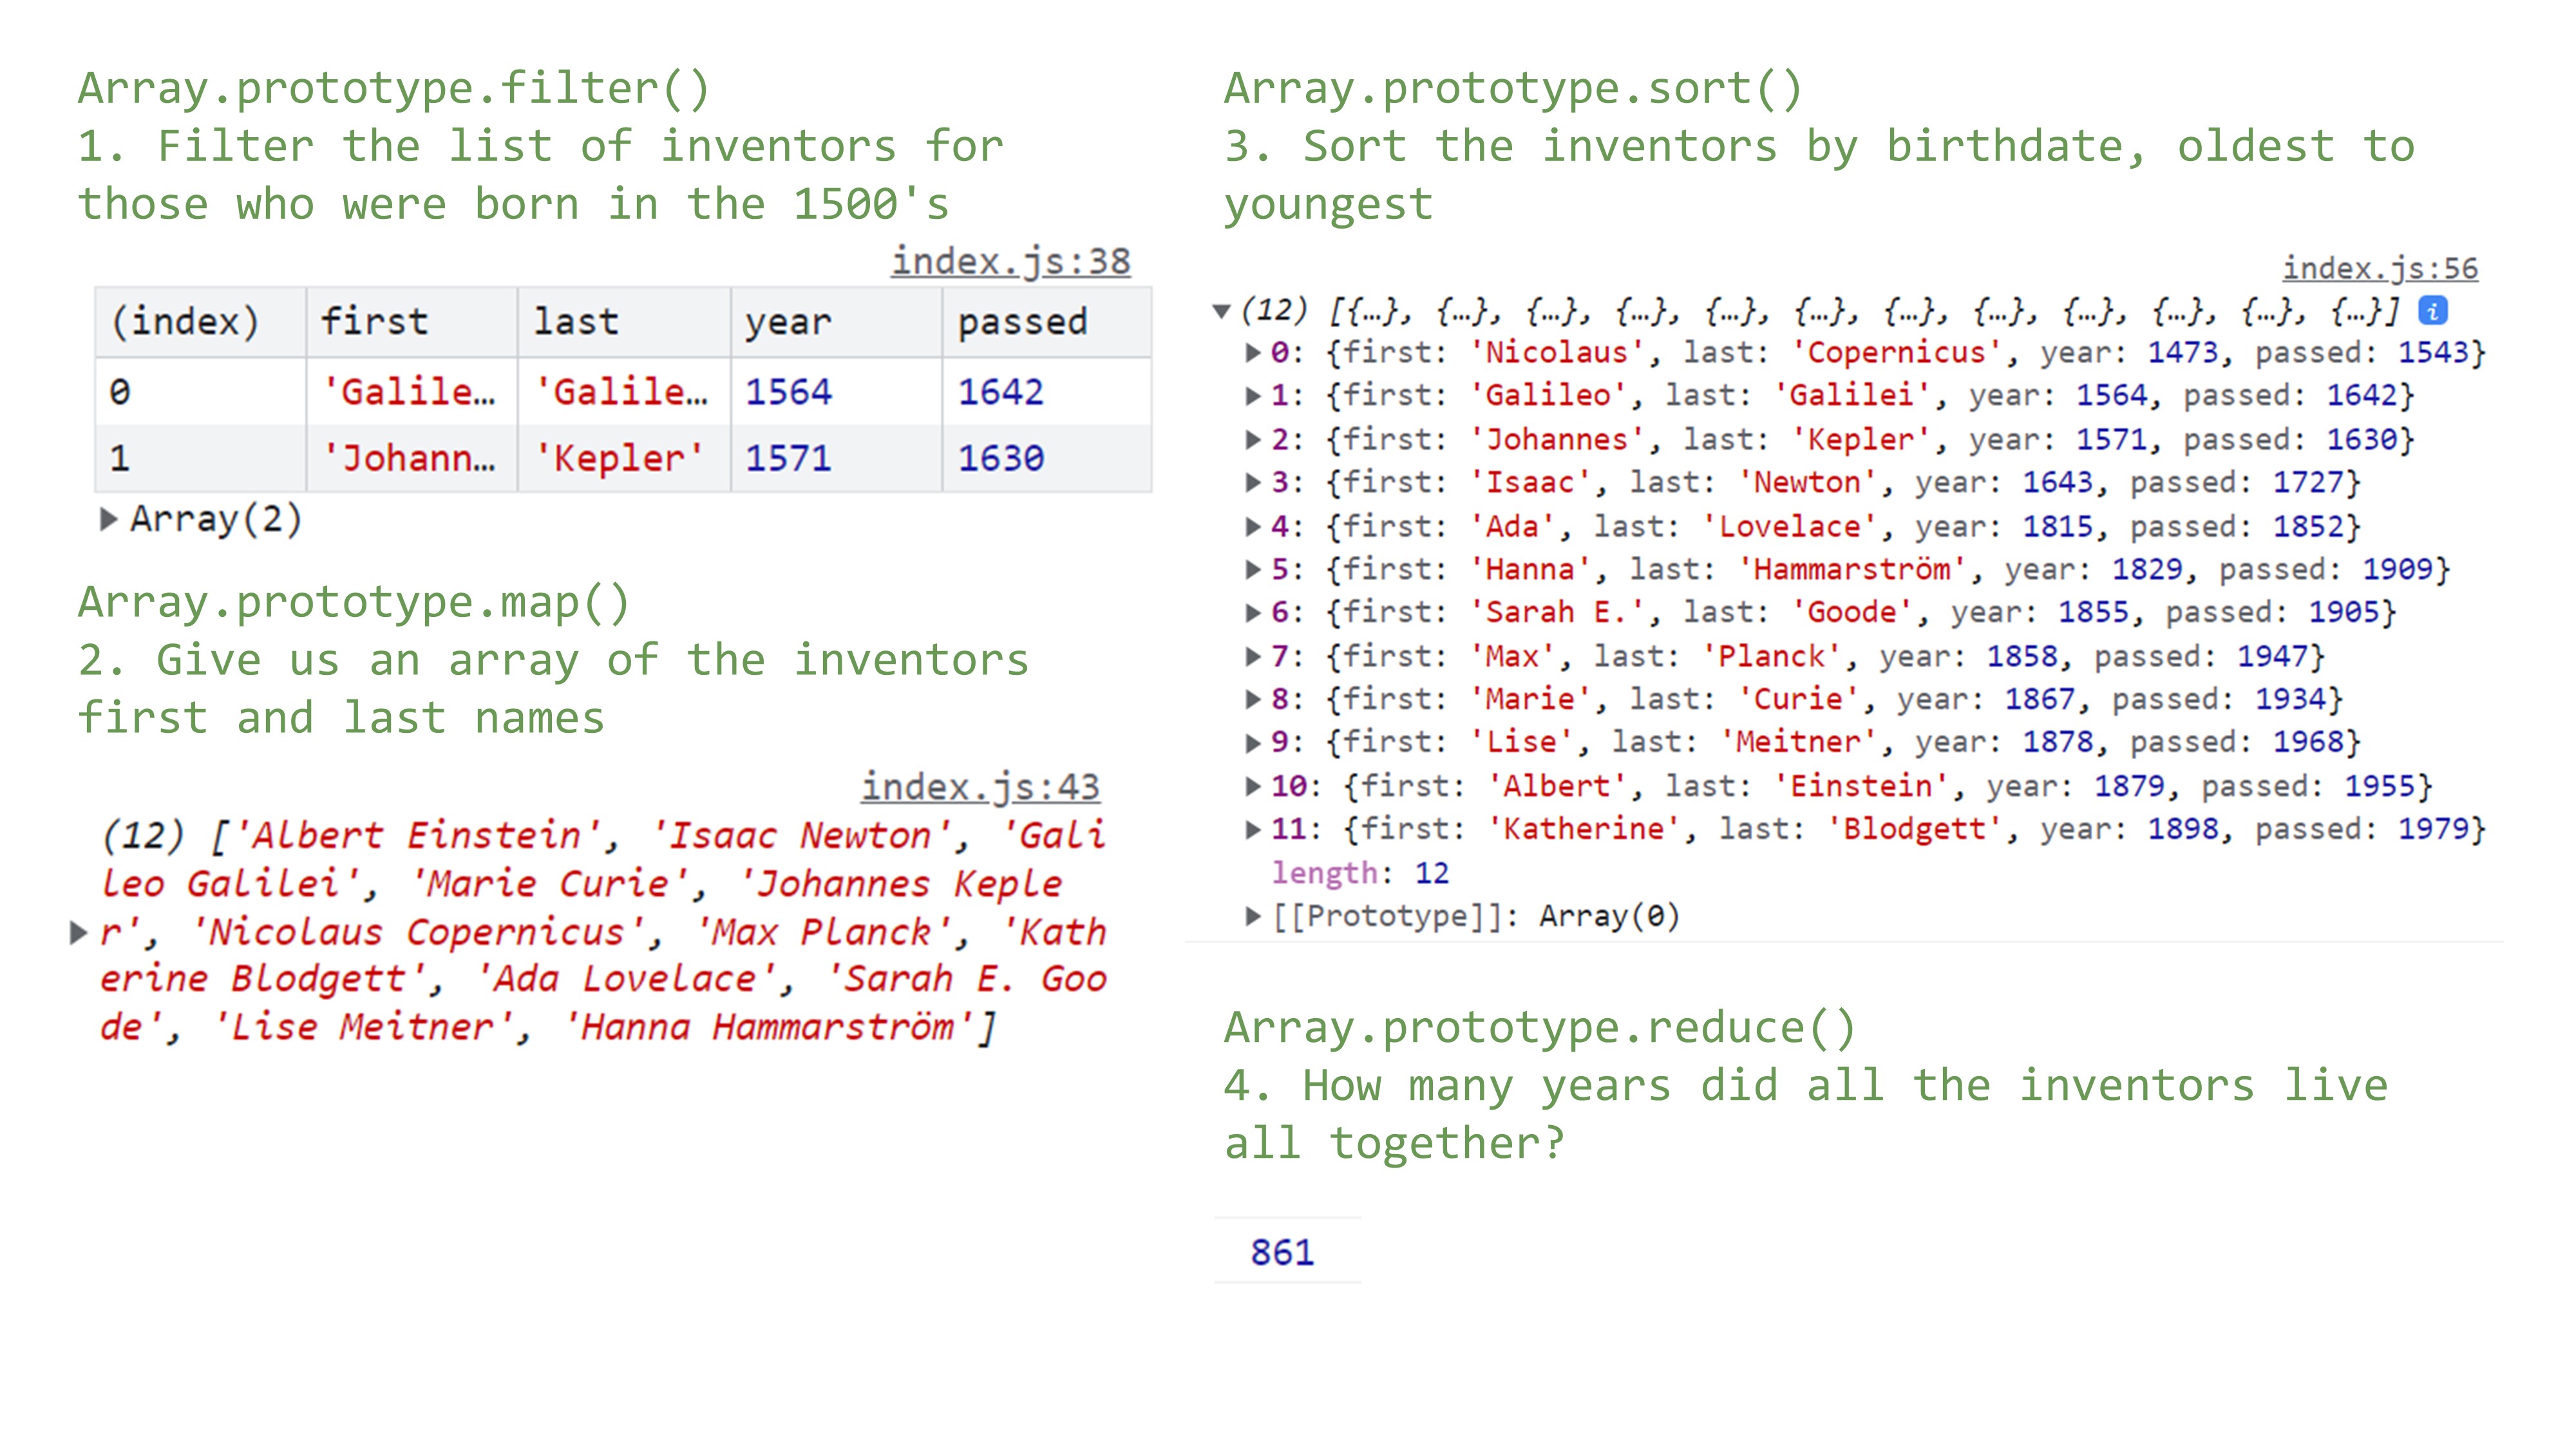 Array.prototype.filter()
1. Filter the list of inventors for
those who were born in the 1500's
index.js:38
(index) first last year passed
0 'Galile… 'Galile… 1564 1642
1 'Johann… 'Kepler' 1571 1630
Array(2)
Array.prototype.map()
2. Give us an array of the inventors
first and last names
index.js:43
(12) ['Albert Einstein', 'Isaac Newton', 'Gali
leo Galilei', 'Marie Curie', 'Johannes Keple
r', 'Nicolaus Copernicus', 'Max Planck', 'Kath
erine Blodgett', 'Ada Lovelace', 'Sarah E. Goo
de', 'Lise Meitner', 'Hanna Hammarström']
Array.prototype.sort()
3. Sort the inventors by birthdate, oldest to
youngest
index.js:56
(12) [{…}, {…}, {…}, {…}, {…}, {…}, {…}, {…}, {…}, {…}, {…}, {…}] i
0: {first: 'Nicolaus', last: 'Copernicus', year: 1473, passed: 1543}
1: {first: 'Galileo', last: 'Galilei', year: 1564, passed: 1642}
2: {first: 'Johannes', last: 'Kepler', year: 1571, passed: 1630}
3: {first: 'Isaac', last: 'Newton', year: 1643, passed: 1727}
4: {first: 'Ada', last: 'Lovelace', year: 1815, passed: 1852}
5: {first: 'Hanna', last: 'Hammarström', year: 1829, passed: 1909}
6: {first: 'Sarah E.', last: 'Goode', year: 1855, passed: 1905}
7: {first: 'Max', last: 'Planck', year: 1858, passed: 1947}
8: {first: 'Marie', last: 'Curie', year: 1867, passed: 1934}
9: {first: 'Lise', last: 'Meitner', year: 1878, passed: 1968}
10: {first: 'Albert', last: 'Einstein', year: 1879, passed: 1955}
11: {first: 'Katherine', last: 'Blodgett', year: 1898, passed: 1979}
length: 12
[[Prototype]]: Array(0)
Array.prototype.reduce()
4. How many years did all the inventors live
all together?
861